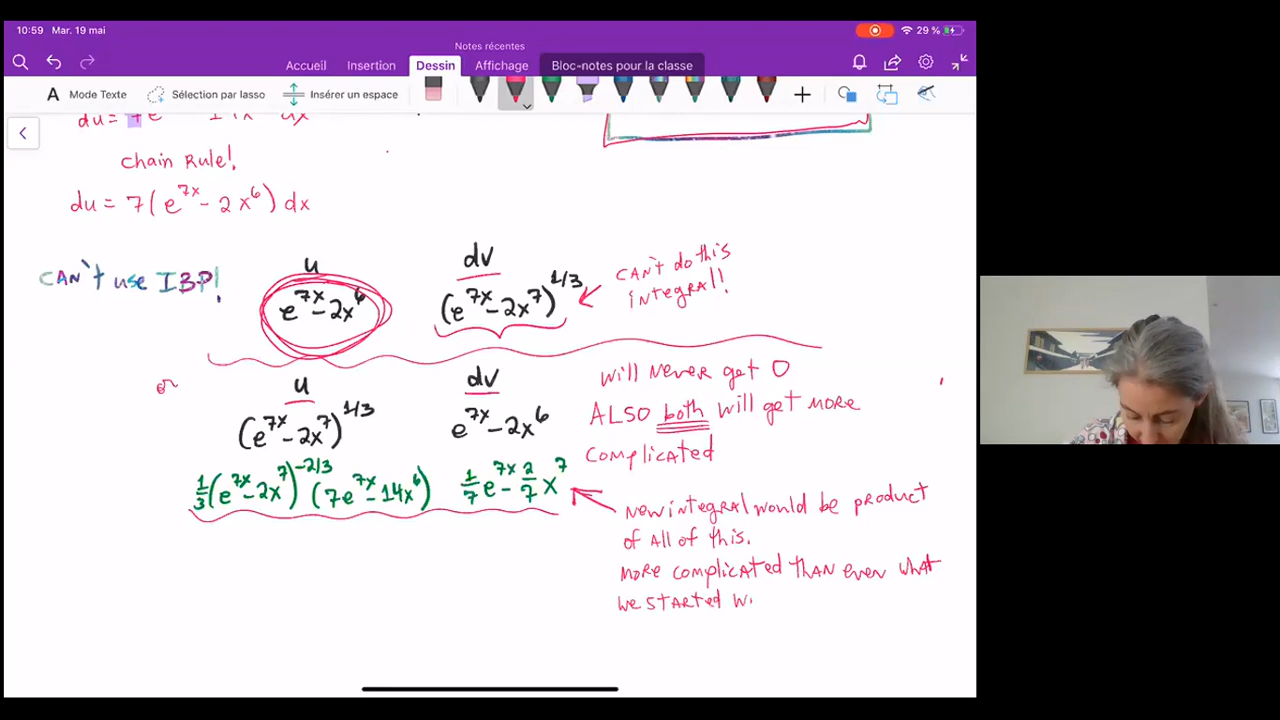 10:59 Mar. 19 mai
29 %
Notes récentes
Accueil Insertion Dessin Affichage Bloc-notes pour la classe
A Mode Texte Sélection par lasso Insérer un espace
du =
Chain Rule!
du = 7(e^7x - 2x^6) dx
CAN'T use IBP!
u dv
e^7x - 2x^6 (e^7x - 2x^7)^1/3
CAN'T do this
integral!
or
u dv
(e^7x - 2x^7)^1/3 e^7x - 2x^6
will never get 0
ALSO both will get more
complicated
1/3(e^7x - 2x^7)^-2/3 (7e^7x - 14x^6) 1/7 e^7x - 2/7 x^7
New integral would be product
of all of this.
more complicated than even what
we started w